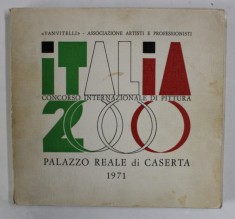 «VANVITELLI» - ASSOCIAZIONE ARTISTI E PROFESSIONISTI
iTALiA
CONCORSO INTERNAZIONALE DI PITTURA
2000
PALAZZO REALE di CASERTA
1971